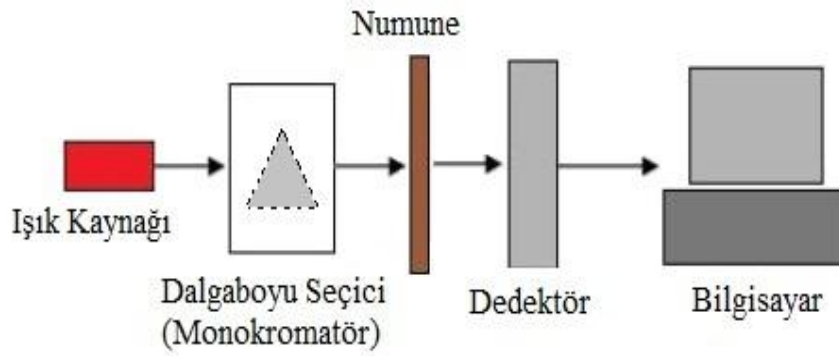 Numune
Işık Kaynağı
Dalgaboyu Seçici
(Monokromatör)
Dedektör
Bilgisayar